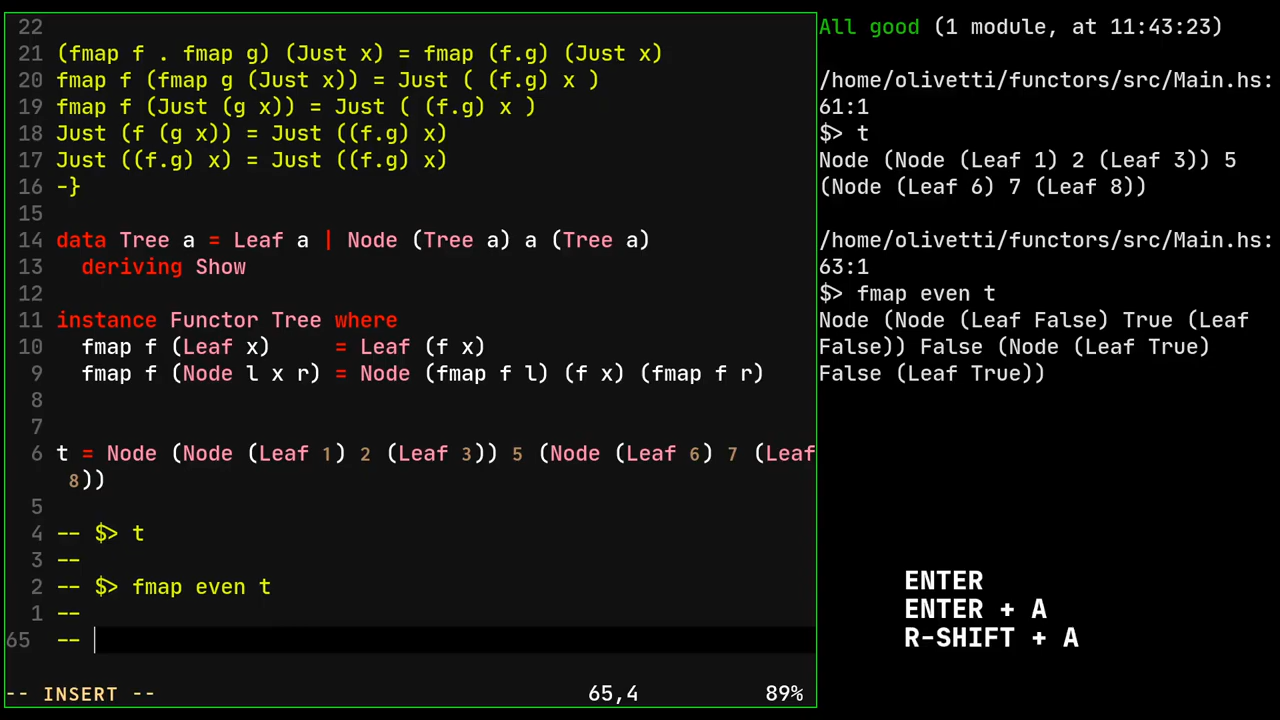 22
21 (fmap f . fmap g) (Just x) = fmap (f.g) (Just x)
20 fmap f (fmap g (Just x)) = Just ( (f.g) x )
19 fmap f (Just (g x)) = Just ( (f.g) x )
18 Just (f (g x)) = Just ((f.g) x)
17 Just ((f.g) x) = Just ((f.g) x)
16 -}
15
14 data Tree a = Leaf a | Node (Tree a) a (Tree a)
13   deriving Show
12
11 instance Functor Tree where
10   fmap f (Leaf x)     = Leaf (f x)
9   fmap f (Node l x r) = Node (fmap f l) (f x) (fmap f r)
8
7
6 t = Node (Node (Leaf 1) 2 (Leaf 3)) 5 (Node (Leaf 6) 7 (Leaf
8))
5
4 -- $> t
3 --
2 -- $> fmap even t
1 --
65 --
-- INSERT -- 65,4 89%
All good (1 module, at 11:43:23)
/home/olivetti/functors/src/Main.hs:
61:1
$> t
Node (Node (Leaf 1) 2 (Leaf 3)) 5
(Node (Leaf 6) 7 (Leaf 8))
/home/olivetti/functors/src/Main.hs:
63:1
$> fmap even t
Node (Node (Leaf False) True (Leaf
False)) False (Node (Leaf True)
False (Leaf True))
ENTER
ENTER + A
R-SHIFT + A